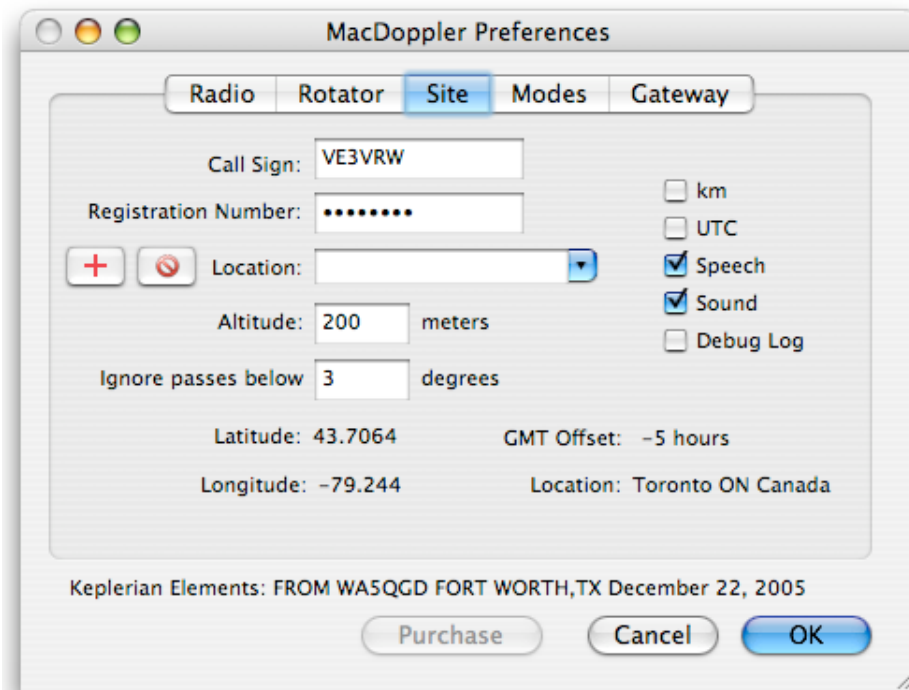 MacDoppler Preferences
Radio Rotator Site Modes Gateway
Call Sign: VE3VRW
Registration Number: ••••••••
Location:
Altitude: 200 meters
Ignore passes below 3 degrees
km
UTC
Speech
Sound
Debug Log
Latitude: 43.7064 GMT Offset: -5 hours
Longitude: -79.244 Location: Toronto ON Canada
Keplerian Elements: FROM WA5QGD FORT WORTH,TX December 22, 2005
Purchase Cancel OK